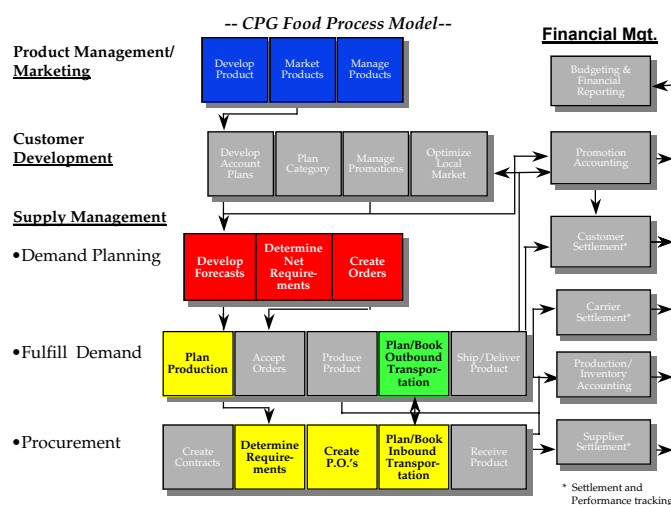 -- CPG Food Process Model--
Product Management/
Marketing
Develop
Product
Market
Products
Manage
Products
Financial Mgt.
Budgeting &
Financial
Reporting
Customer
Development
Develop
Account
Plans
Plan
Category
Manage
Promotions
Optimize
Local
Market
Promotion
Accounting
Supply Management
•Demand Planning
Develop
Forecasts
Determine
Net
Require-
ments
Create
Orders
Customer
Settlement*
Carrier
Settlement*
•Fulfill Demand
Plan
Production
Accept
Orders
Produce
Product
Plan/Book
Outbound
Transpor-
tation
Ship/Deliver
Product
Production/
Inventory
Accounting
•Procurement
Create
Contracts
Determine
Require-
ments
Create
P.O.'s
Plan/Book
Inbound
Transpor-
tation
Receive
Product
Supplier
Settlement*
* Settlement and
Performance tracking